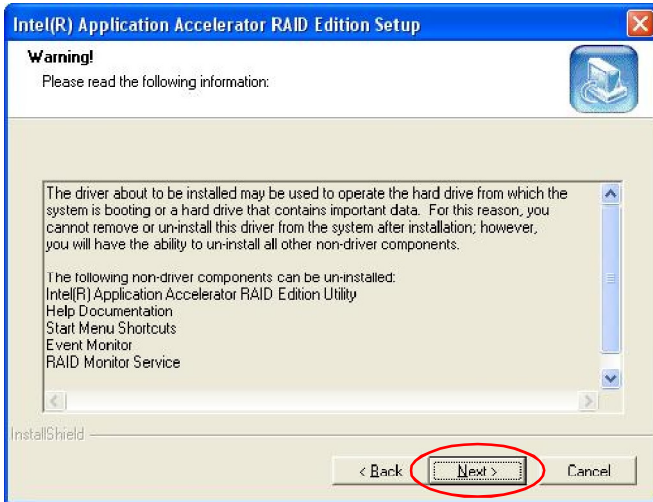 Intel(R) Application Accelerator RAID Edition Setup
Warning!
Please read the following information:
The driver about to be installed may be used to operate the hard drive from which the
system is booting or a hard drive that contains important data. For this reason, you
cannot remove or un-install this driver from the system after installation; however,
you will have the ability to un-install all other non-driver components.
The following non-driver components can be un-installed:
Intel(R) Application Accelerator RAID Edition Utility
Help Documentation
Start Menu Shortcuts
Event Monitor
RAID Monitor Service
InstallShield
< Back Next > Cancel